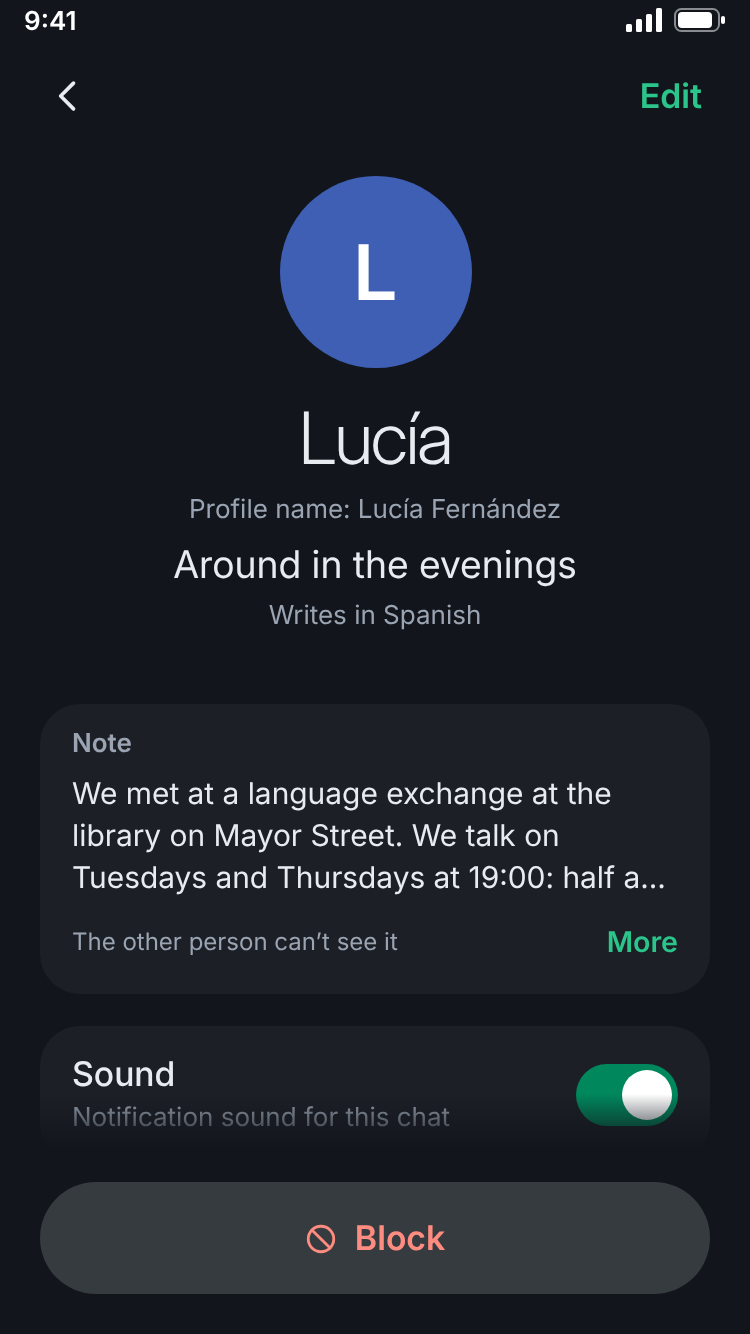 9:41
Edit
L
Lucía
Profile name: Lucía Fernández
Around in the evenings
Writes in Spanish
Note
We met at a language exchange at the
library on Mayor Street. We talk on
Tuesdays and Thursdays at 19:00: half a…
The other person can’t see it
More
Sound
Notification sound for this chat
Block